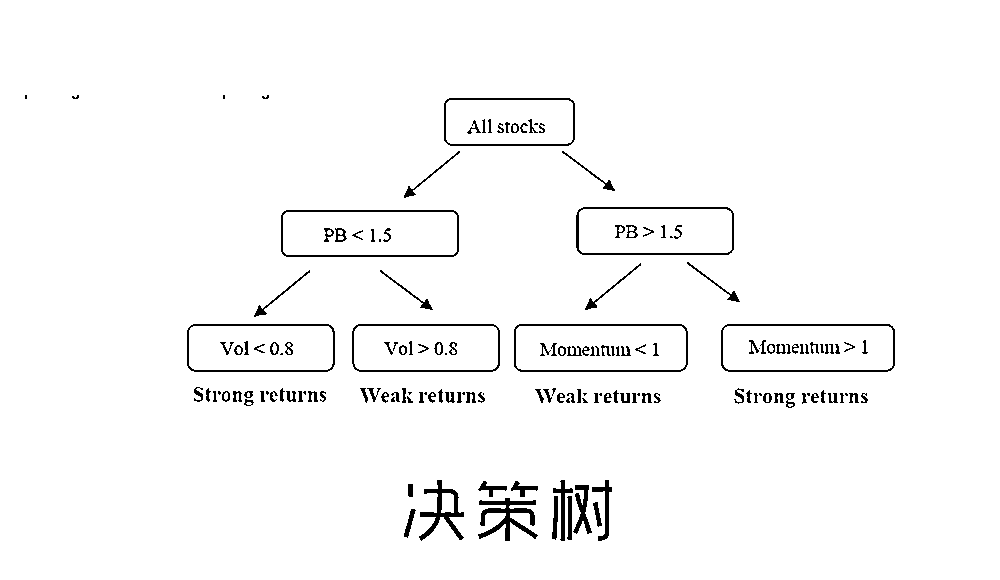 All stocks
PB < 1.5
PB > 1.5
Vol < 0.8
Vol > 0.8
Momentum < 1
Momentum > 1
Strong returns
Weak returns
Weak returns
Strong returns
决策树